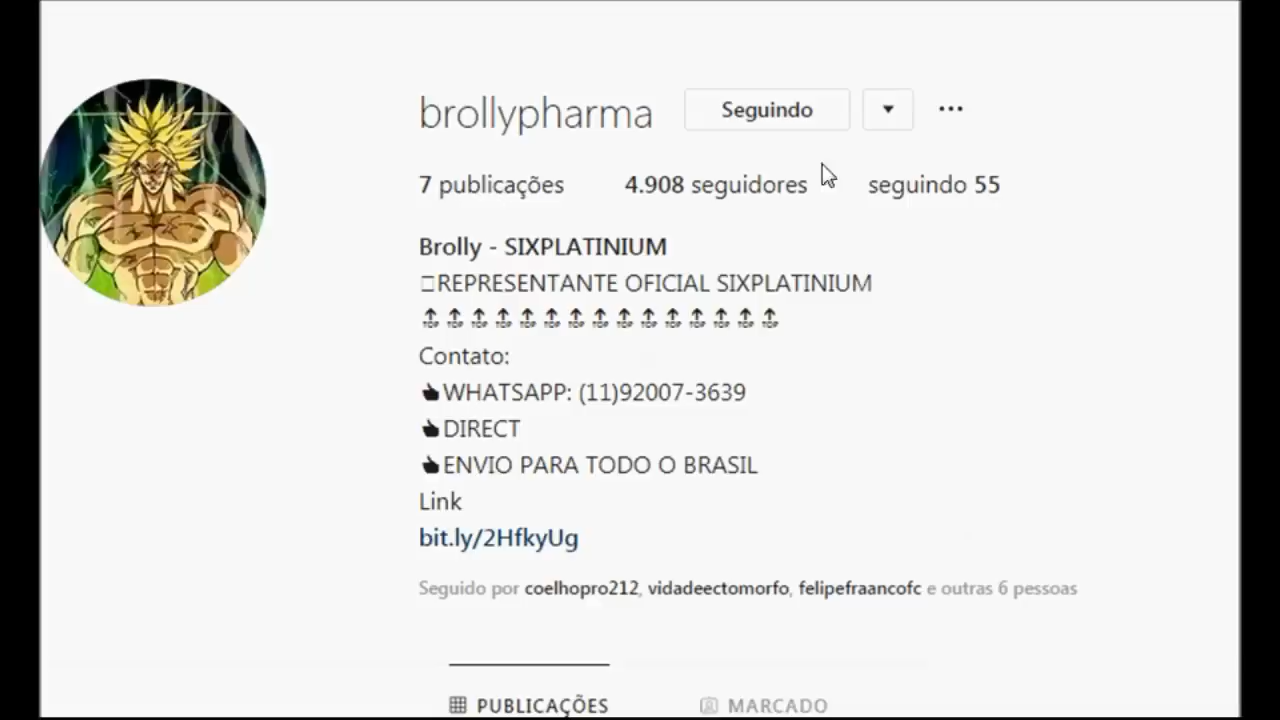 brollypharma Seguindo
7 publicações 4.908 seguidores seguindo 55
Brolly - SIXPLATINIUM
REPRESENTANTE OFICIAL SIXPLATINIUM
Contato:
WHATSAPP: (11)92007-3639
DIRECT
ENVIO PARA TODO O BRASIL
Link
bit.ly/2HfkyUg
Seguido por coelhopro212, vidadeectomorfo, felipefraancofc e outras 6 pessoas
PUBLICAÇÕES MARCADO